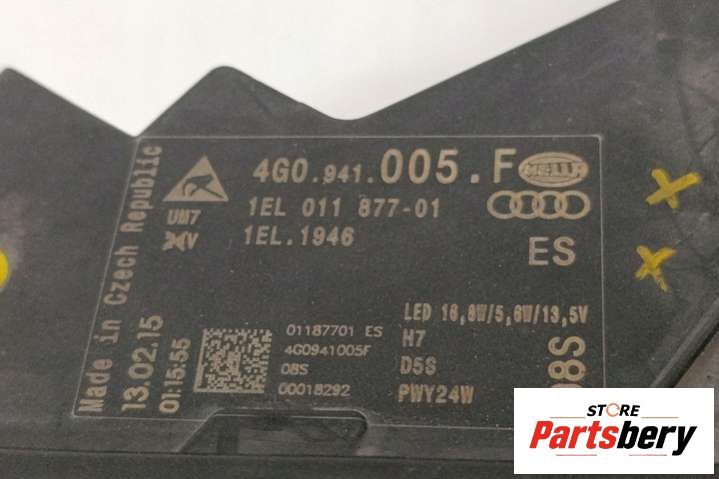 4G0.941.005.F
HELLA
1EL 011 877-01
UM7
1EL.1946
ES
LED 18,0W/5,6W/13,5V
H7
D5S
PWY24W
08S
01187701 ES
4G0941005F
08S
00018292
Made in Czech Republic
13.02.15
01:15:55
STORE
Partsbery